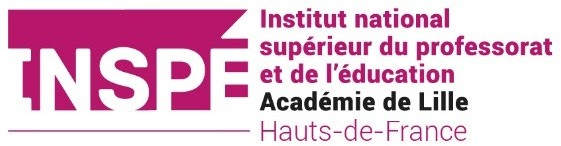 INSPÉ
Institut national
supérieur du professorat
et de l'éducation
Académie de Lille
Hauts-de-France